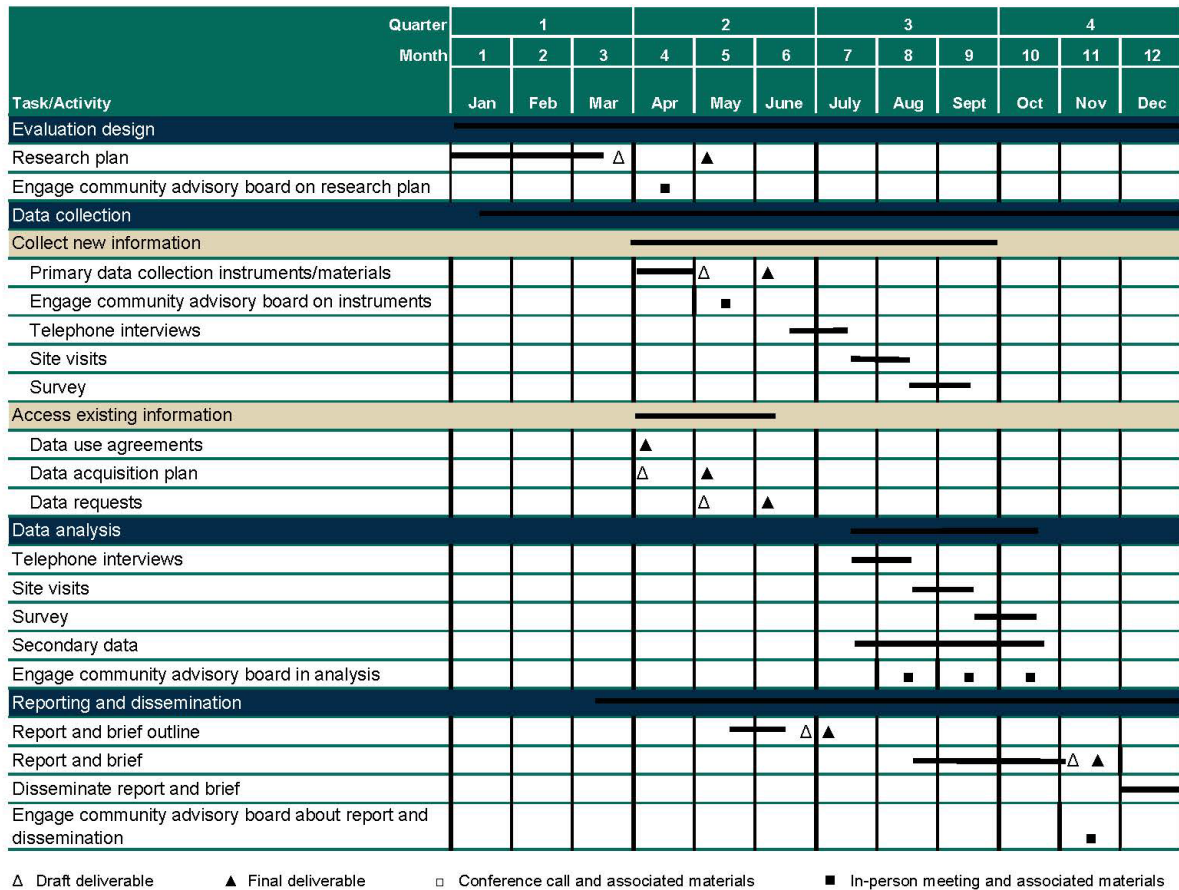 Quarter 1 2 3 4
Month 1 2 3 4 5 6 7 8 9 10 11 12
Task/Activity Jan Feb Mar Apr May June July Aug Sept Oct Nov Dec
Evaluation design
Research plan
Engage community advisory board on research plan
Data collection
Collect new information
Primary data collection instruments/materials
Engage community advisory board on instruments
Telephone interviews
Site visits
Survey
Access existing information
Data use agreements
Data acquisition plan
Data requests
Data analysis
Telephone interviews
Site visits
Survey
Secondary data
Engage community advisory board in analysis
Reporting and dissemination
Report and brief outline
Report and brief
Disseminate report and brief
Engage community advisory board about report and
dissemination
Draft deliverable Final deliverable Conference call and associated materials In-person meeting and associated materials